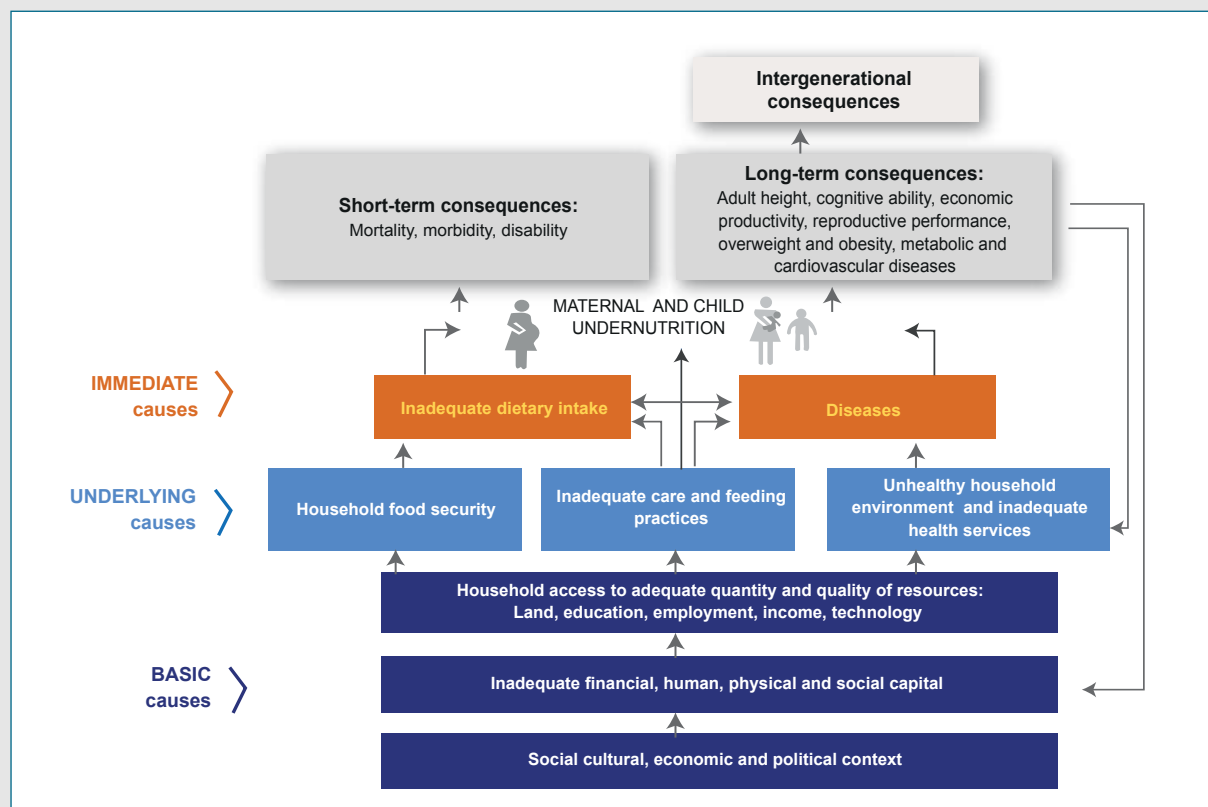 Intergenerational
consequences
Short-term consequences:
Mortality, morbidity, disability
Long-term consequences:
Adult height, cognitive ability, economic
productivity, reproductive performance,
overweight and obesity, metabolic and
cardiovascular diseases
MATERNAL AND CHILD
UNDERNUTRITION
IMMEDIATE
causes
Inadequate dietary intake
Diseases
UNDERLYING
causes
Household food security
Inadequate care and feeding
practices
Unhealthy household
environment and inadequate
health services
Household access to adequate quantity and quality of resources:
Land, education, employment, income, technology
BASIC
causes
Inadequate financial, human, physical and social capital
Social cultural, economic and political context